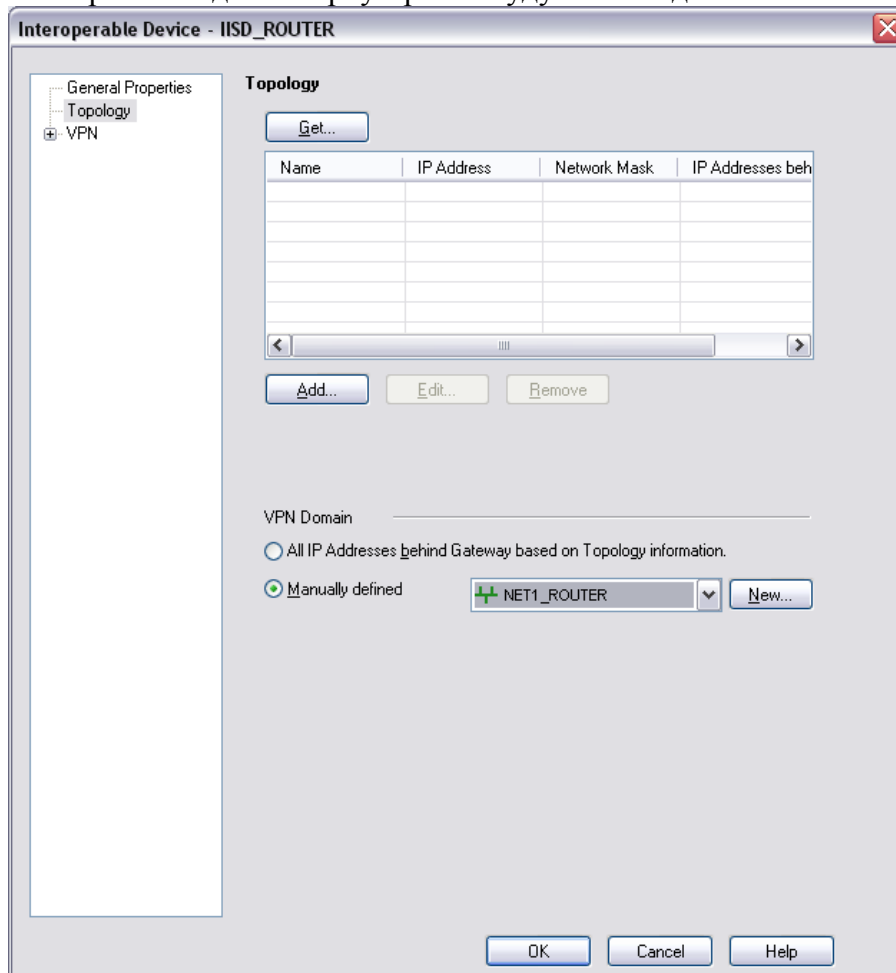 Interoperable Device - IISD_ROUTER
General Properties
Topology
VPN
Topology
Get...
Name IP Address Network Mask IP Addresses beh
Add... Edit... Remove
VPN Domain
All IP Addresses behind Gateway based on Topology information.
Manually defined NET1_ROUTER New...
OK Cancel Help